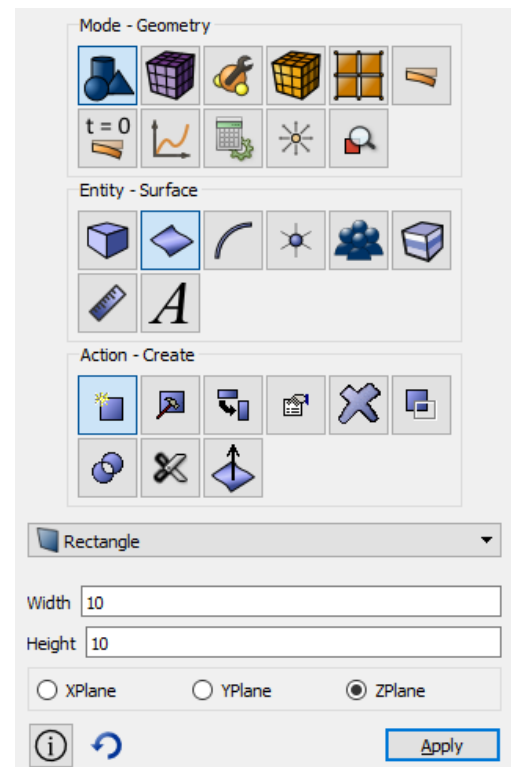 Mode - Geometry
t = 0
Entity - Surface
A
Action - Create
Rectangle
Width 10
Height 10
XPlane YPlane ZPlane
i Apply